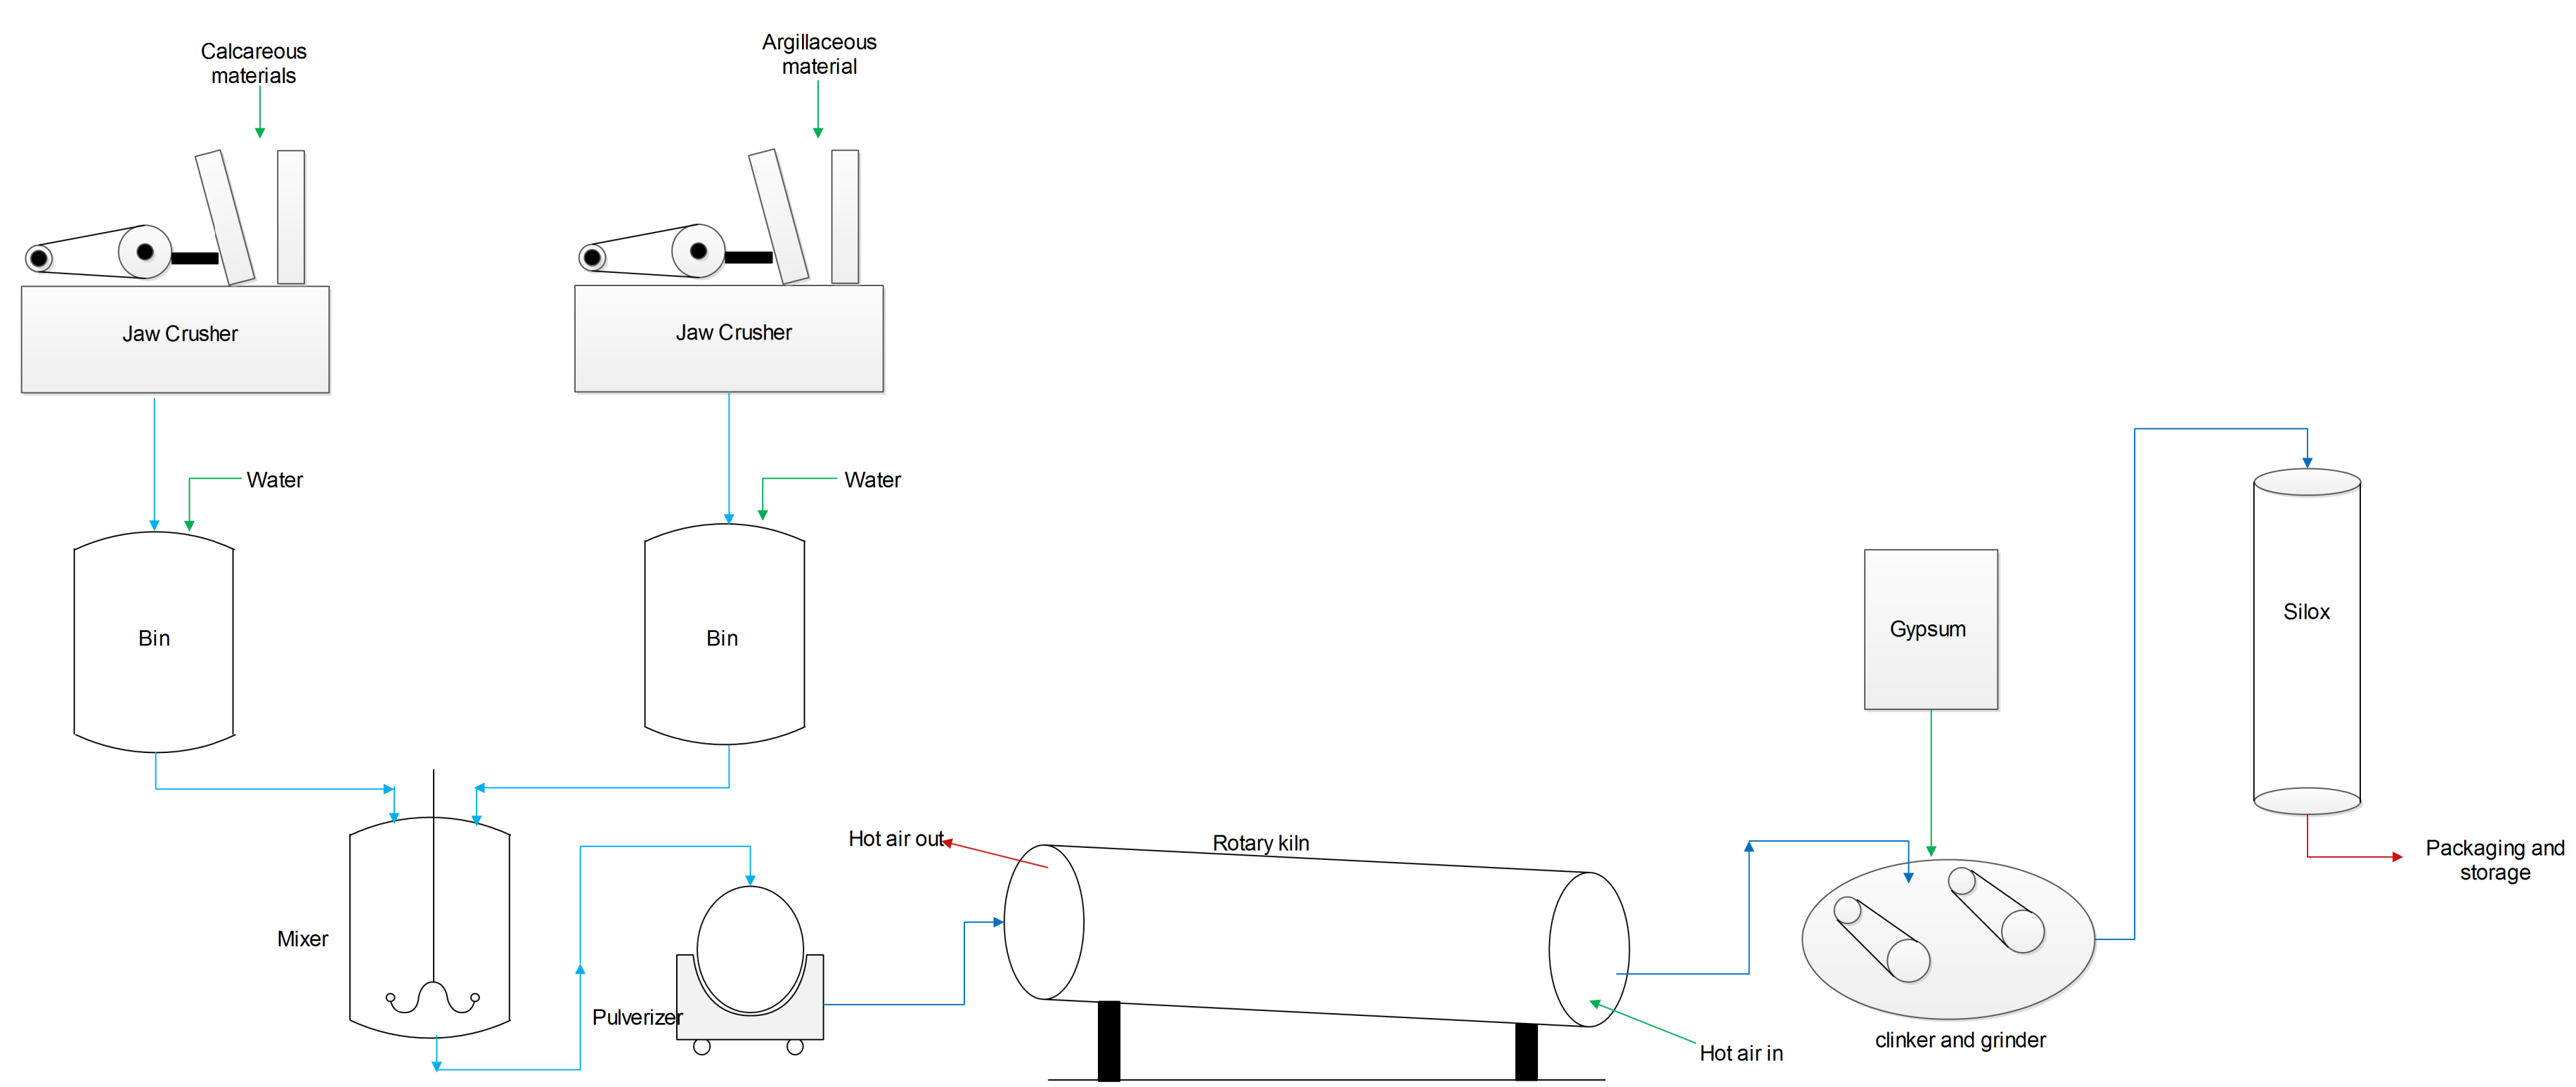 Calcareous
materials
Argillaceous
material
Jaw Crusher
Jaw Crusher
Water
Water
Bin
Bin
Gypsum
Silox
Hot air out
Rotary kiln
Packaging and
storage
Mixer
Pulverizer
clinker and grinder
Hot air in